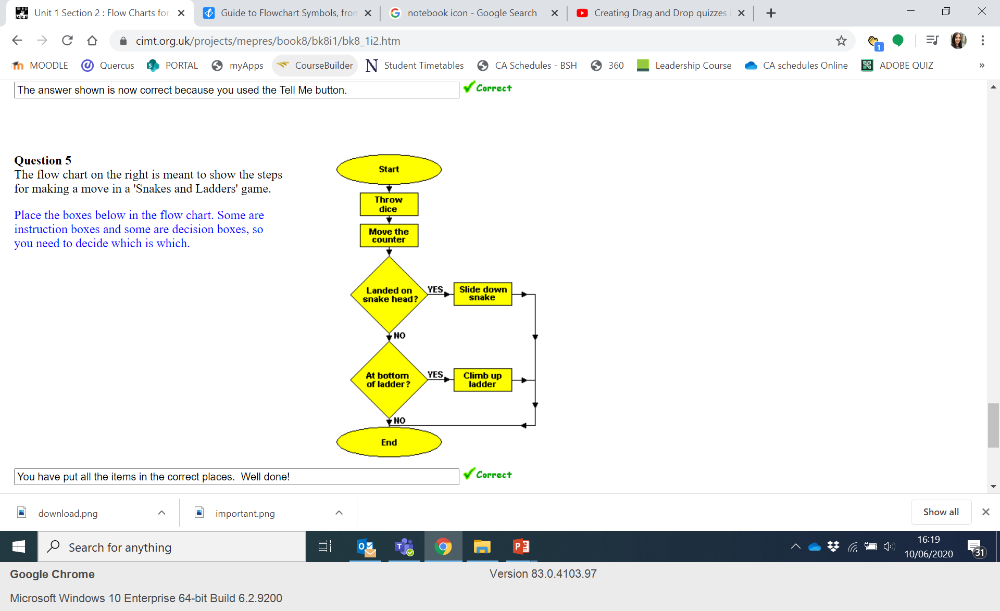 Unit 1 Section 2 : Flow Charts for
Guide to Flowchart Symbols, from
notebook icon - Google Search
Creating Drag and Drop quizzes
cimt.org.uk/projects/mepres/book8/bk8i1/bk8_1i2.htm
1
MOODLE
Quercus
PORTAL
myApps
CourseBuilder
Student Timetables
CA Schedules - BSH
360
Leadership Course
CA schedules Online
ADOBE QUIZ
»
The answer shown is now correct because you used the Tell Me button.
Correct
Question 5
The flow chart on the right is meant to show the steps
for making a move in a 'Snakes and Ladders' game.
Place the boxes below in the flow chart. Some are
instruction boxes and some are decision boxes, so
you need to decide which is which.
Start
Throw
dice
Move the
counter
Landed on
snake head?
YES
Slide down
snake
NO
At bottom
of ladder?
YES
Climb up
ladder
NO
End
You have put all the items in the correct places.  Well done!
Correct
download.png
important.png
Show all
Search for anything
16:19
10/06/2020
31
Google Chrome
Version 83.0.4103.97
Microsoft Windows 10 Enterprise 64-bit Build 6.2.9200